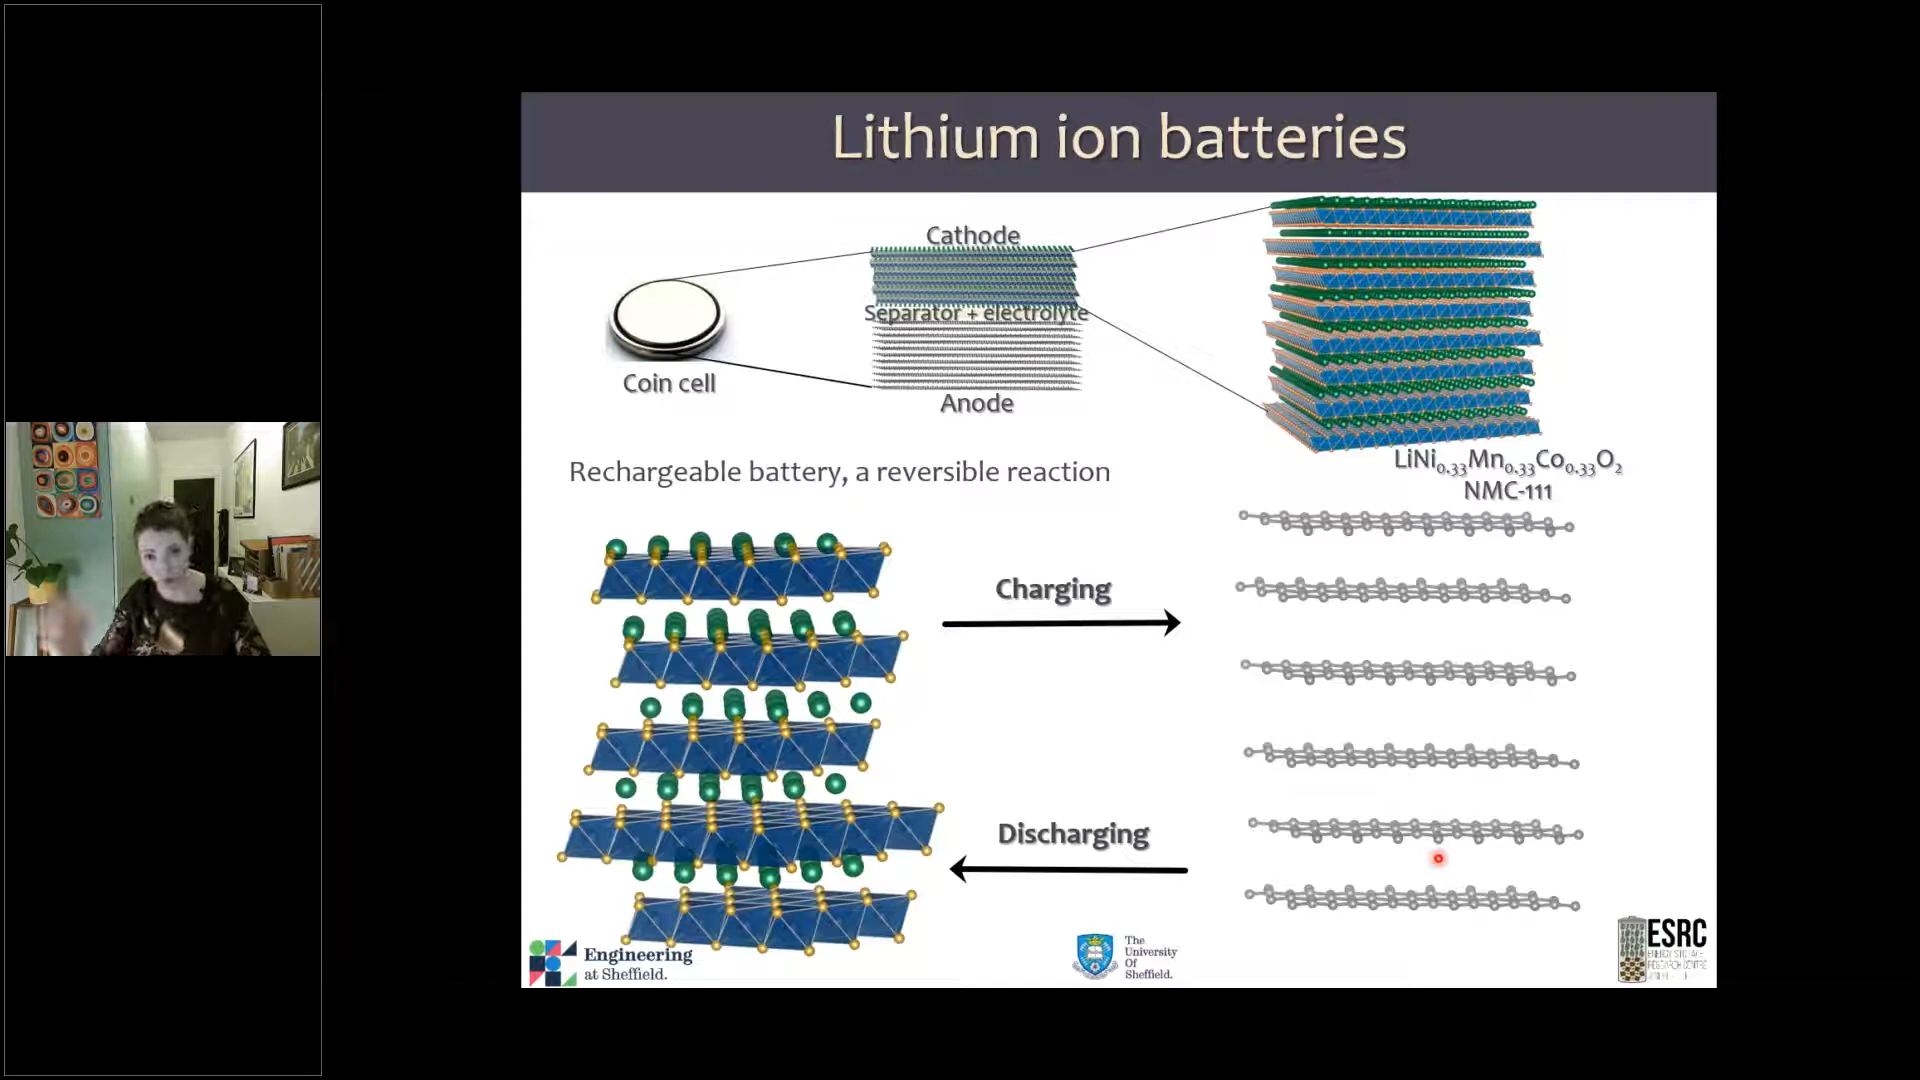 Lithium ion batteries
Cathode
Separator + electrolyte
Coin cell
Anode
Rechargeable battery, a reversible reaction
LiNi₀.₃₃Mn₀.₃₃Co₀.₃₃O₂
NMC-111
Charging
Discharging
Engineering
at Sheffield.
The
University
Of
Sheffield.
ESRC